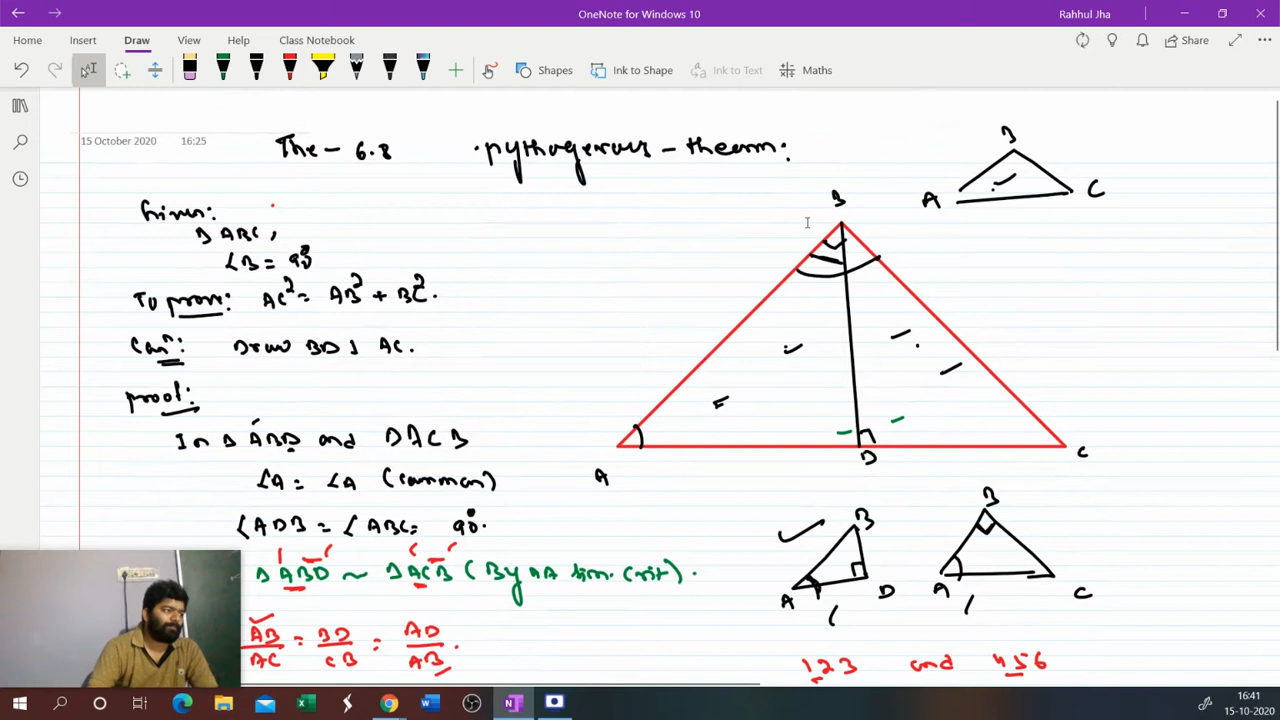 OneNote for Windows 10
Rahhul Jha
Home Insert Draw View Help Class Notebook
Share
Shapes Ink to Shape Ink to Text Maths
15 October 2020 16:25
The - 6.8 pythogerous - thearm:
Given:
Δ ABC,
∠B = 90°
To prove: AC² = AB² + BC².
Canⁿ: Draw BD ⊥ AC.
proof:
In Δ ABD and Δ ACB
∠A = ∠A (common)
∠ADB = ∠ABC = 90°.
Δ ABD ~ Δ ACB (By AA sim. crit).
AB/AC = BD/CB = AD/AB.
B
A C
B
A D C
B
A D
B
A C
123 and 456
16:41
15-10-2020